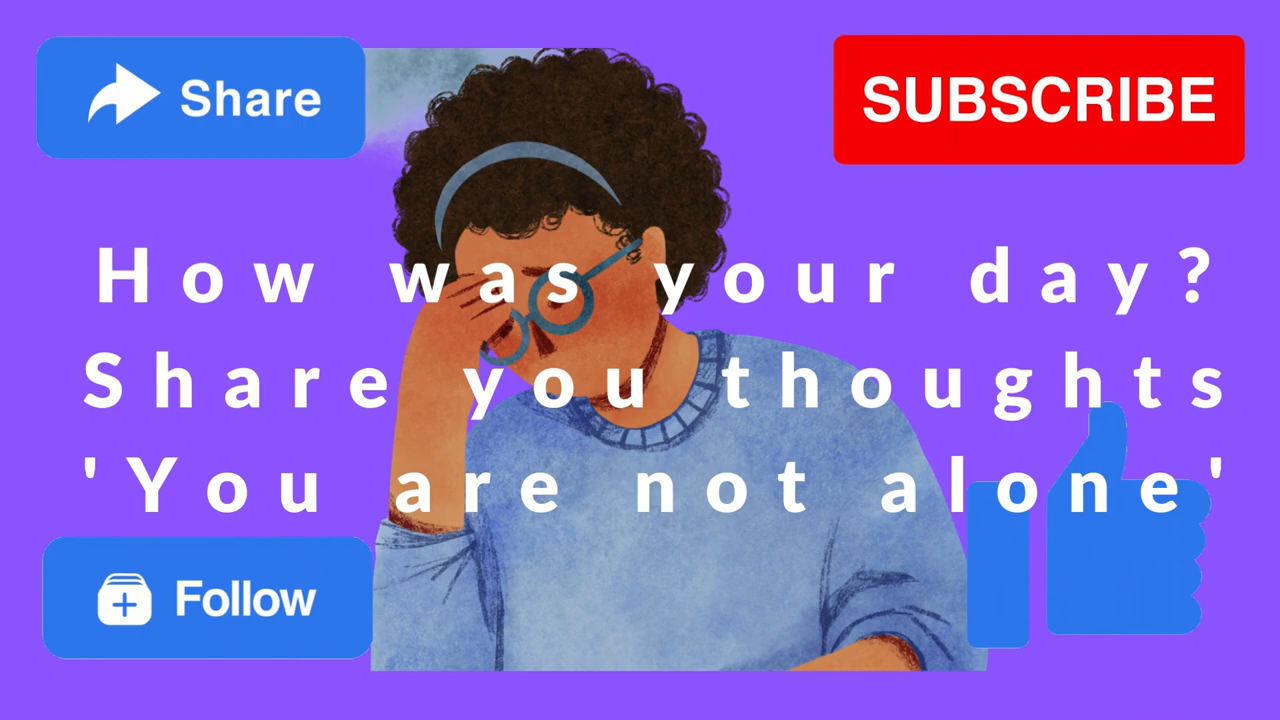 Share
SUBSCRIBE
How was your day?
Share you thoughts
'You are not alone'
Follow